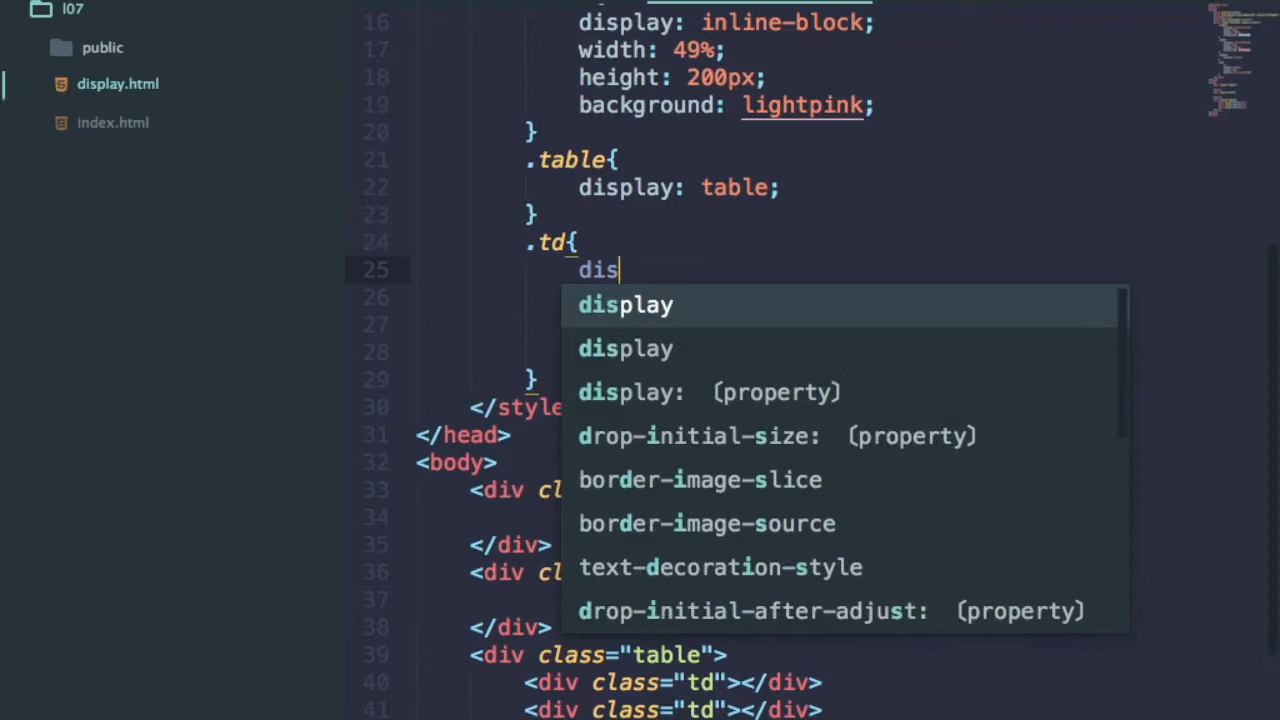 l07
public
display.html
index.html
16 display: inline-block;
17 width: 49%;
18 height: 200px;
19 background: lightpink;
20 }
21 .table{
22 display: table;
23 }
24 .td{
25 dis
26
27
28
29 }
30 </style
31 </head>
32 <body>
33 <div cl
34
35 </div>
36 <div cl
37
38 </div>
39 <div class="table">
40 <div class="td"></div>
41 <div class="td"></div>
display
display
display: (property)
drop-initial-size: (property)
border-image-slice
border-image-source
text-decoration-style
drop-initial-after-adjust: (property)